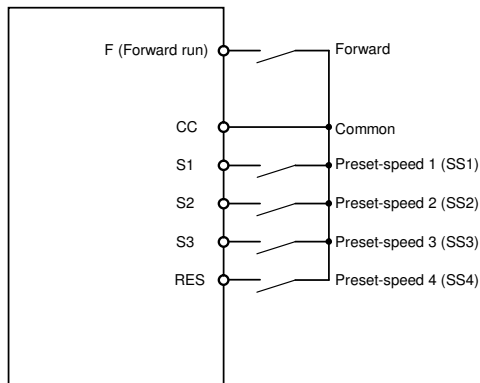 F (Forward run) Forward
CC Common
S1 Preset-speed 1 (SS1)
S2 Preset-speed 2 (SS2)
S3 Preset-speed 3 (SS3)
RES Preset-speed 4 (SS4)